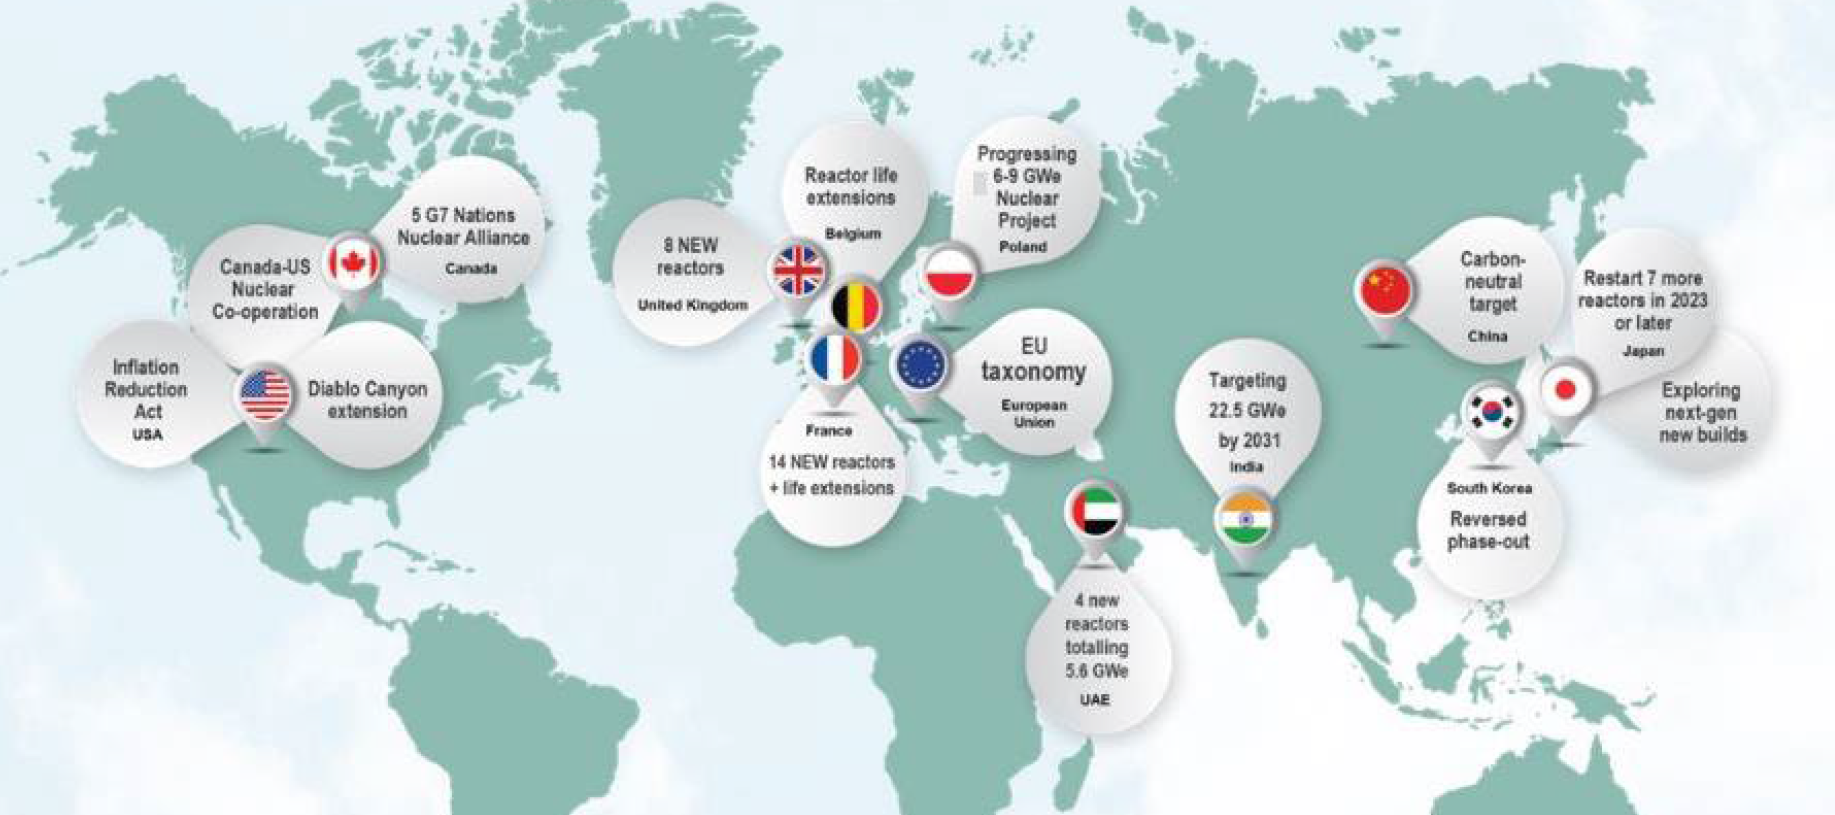 5 G7 Nations
Nuclear Alliance
Canada
Canada-US
Nuclear
Co-operation
Inflation
Reduction
Act
USA
Diablo Canyon
extension
8 NEW
reactors
United Kingdom
Reactor life
extensions
Belgium
Progressing
6-9 GWe
Nuclear
Project
Poland
EU
taxonomy
European
Union
France
14 NEW reactors
+ life extensions
4 new
reactors
totalling
5.6 GWe
UAE
Targeting
22.5 GWe
by 2031
India
Carbon-
neutral
target
China
Restart 7 more
reactors in 2023
or later
Japan
Exploring
next-gen
new builds
South Korea
Reversed
phase-out